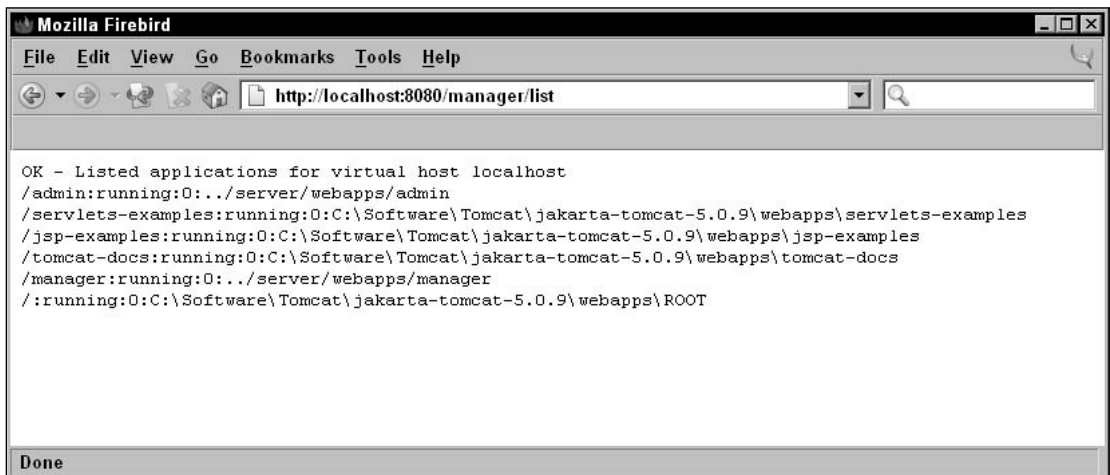 Mozilla Firebird
File Edit View Go Bookmarks Tools Help
http://localhost:8080/manager/list
OK - Listed applications for virtual host localhost
/admin:running:0:../server/webapps/admin
/servlets-examples:running:0:C:\Software\Tomcat\jakarta-tomcat-5.0.9\webapps\servlets-examples
/jsp-examples:running:0:C:\Software\Tomcat\jakarta-tomcat-5.0.9\webapps\jsp-examples
/tomcat-docs:running:0:C:\Software\Tomcat\jakarta-tomcat-5.0.9\webapps\tomcat-docs
/manager:running:0:../server/webapps/manager
/:running:0:C:\Software\Tomcat\jakarta-tomcat-5.0.9\webapps\ROOT
Done